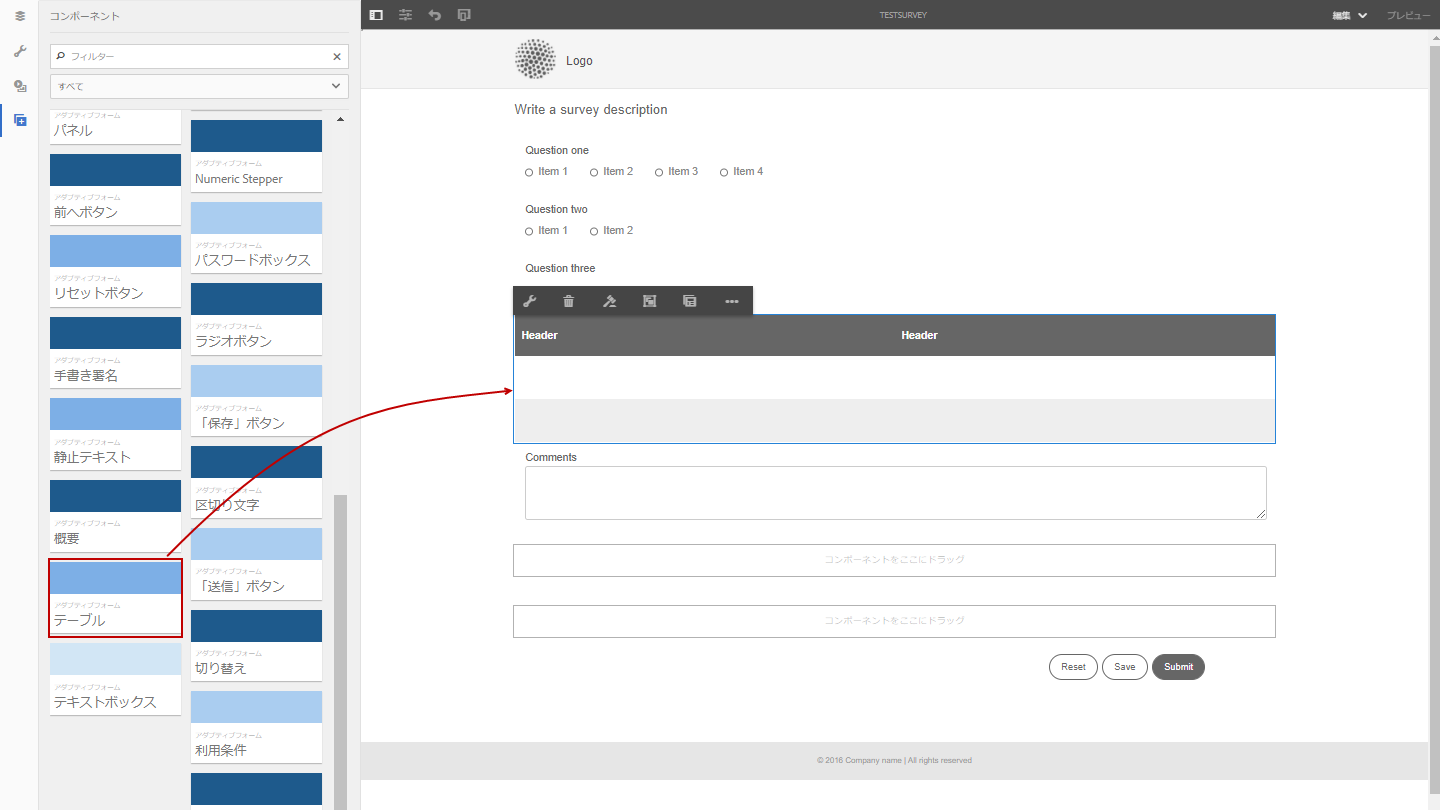 コンポーネント
フィルター
すべて
アダプティブフォーム
パネル
アダプティブフォーム
前へボタン
アダプティブフォーム
リセットボタン
アダプティブフォーム
手書き署名
アダプティブフォーム
静止テキスト
アダプティブフォーム
概要
アダプティブフォーム
テーブル
アダプティブフォーム
テキストボックス
アダプティブフォーム
Numeric Stepper
アダプティブフォーム
パスワードボックス
アダプティブフォーム
ラジオボタン
アダプティブフォーム
「保存」ボタン
アダプティブフォーム
区切り文字
アダプティブフォーム
「送信」ボタン
アダプティブフォーム
切り替え
アダプティブフォーム
利用条件
TESTSURVEY
編集
プレビュー
Logo
Write a survey description
Question one
Item 1 Item 2 Item 3 Item 4
Question two
Item 1 Item 2
Question three
Header Header
Comments
コンポーネントをここにドラッグ
コンポーネントをここにドラッグ
Reset Save Submit
© 2016 Company name | All rights reserved